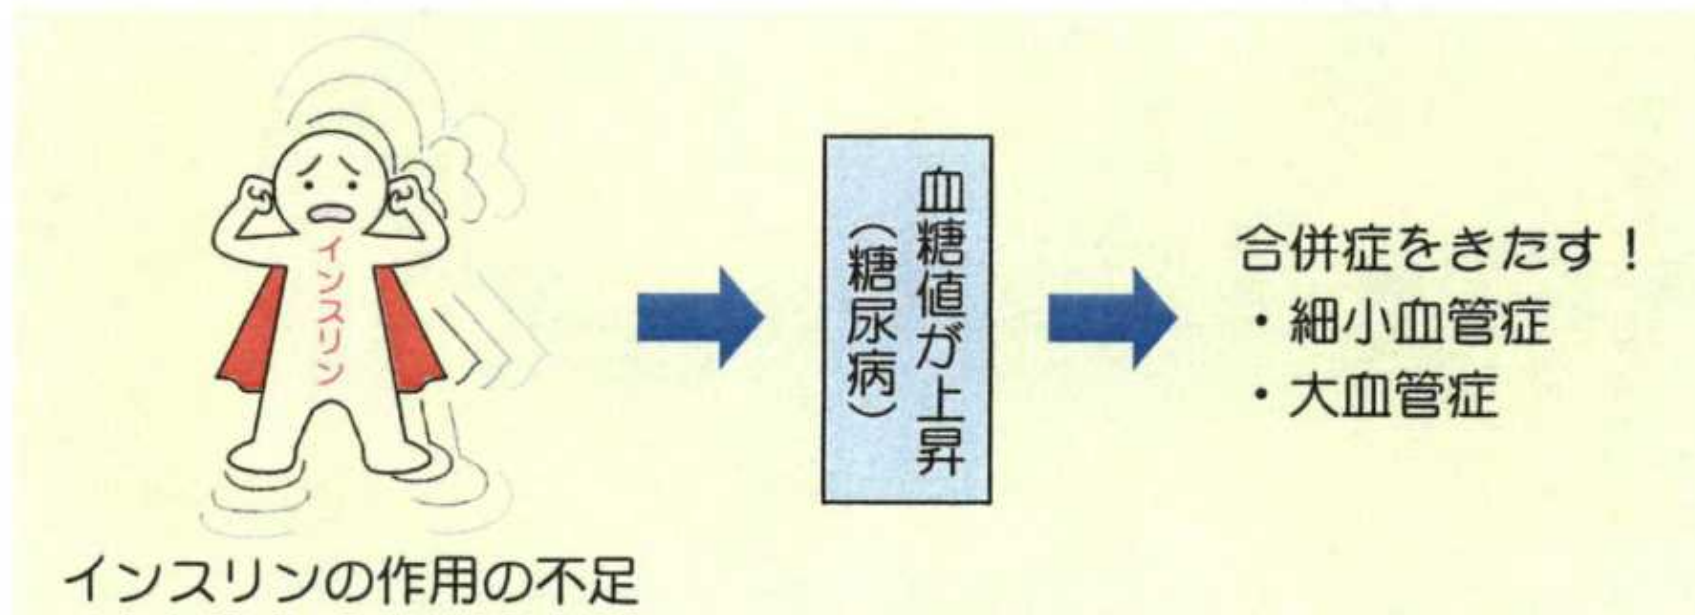 インスリン
インスリンの作用の不足
血糖値が上昇
（糖尿病）
合併症をきたす！
・細小血管症
・大血管症